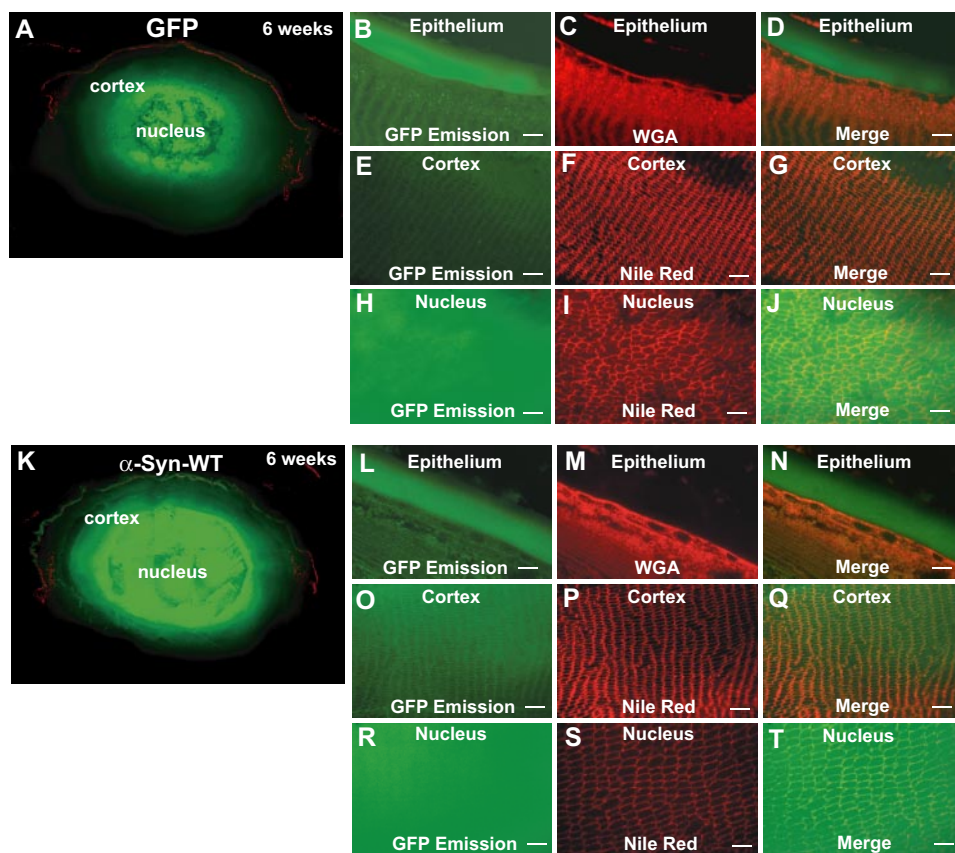 A
GFP
6 weeks
cortex
nucleus
B
Epithelium
GFP Emission
C
Epithelium
WGA
D
Epithelium
Merge
E
Cortex
GFP Emission
F
Cortex
Nile Red
G
Cortex
Merge
H
Nucleus
GFP Emission
I
Nucleus
Nile Red
J
Nucleus
Merge
K
α-Syn-WT
6 weeks
cortex
nucleus
L
Epithelium
GFP Emission
M
Epithelium
WGA
N
Epithelium
Merge
O
Cortex
GFP Emission
P
Cortex
Nile Red
Q
Cortex
Merge
R
Nucleus
GFP Emission
S
Nucleus
Nile Red
T
Nucleus
Merge